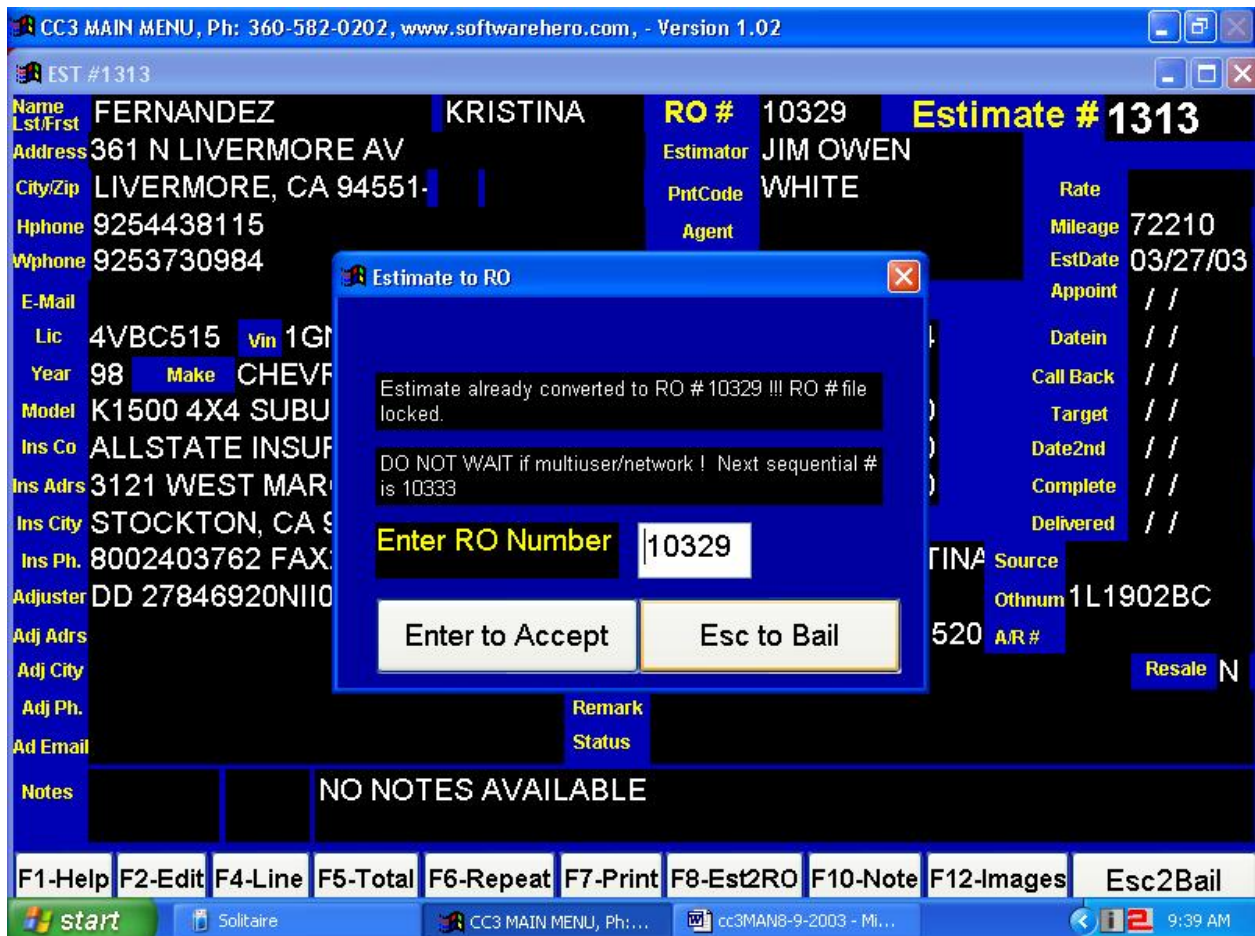 CC3 MAIN MENU, Ph: 360-582-0202, www.softwarehero.com, - Version 1.02
EST #1313
Name Lst/Frst FERNANDEZ KRISTINA RO # 10329 Estimate # 1313
Address 361 N LIVERMORE AV Estimator JIM OWEN
City/Zip LIVERMORE, CA 94551- PntCode WHITE Rate
Hphone 9254438115 Agent Mileage 72210
Wphone 9253730984 EstDate 03/27/03
E-Mail Appoint / /
Lic 4VBC515 Vin 1GN Datein / /
Year 98 Make CHEVR Call Back / /
Model K1500 4X4 SUBU Target / /
Ins Co ALLSTATE INSUR Date2nd / /
Ins Adrs 3121 WEST MAR Complete / /
Ins City STOCKTON, CA 9 Delivered / /
Ins Ph. 8002403762 FAX: TINA Source
Adjuster DD 27846920NII0 Othnum 1L1902BC
Adj Adrs 520 A/R #
Adj City Resale N
Adj Ph. Remark
Ad Email Status
Notes NO NOTES AVAILABLE
Estimate to RO
Estimate already converted to RO # 10329 !!! RO # file
locked.
DO NOT WAIT if multiuser/network ! Next sequential #
is 10333
Enter RO Number 10329
Enter to Accept Esc to Bail
F1-Help F2-Edit F4-Line F5-Total F6-Repeat F7-Print F8-Est2RO F10-Note F12-Images Esc2Bail
start Solitaire CC3 MAIN MENU, Ph:... cc3MAN8-9-2003 - Mi... 9:39 AM